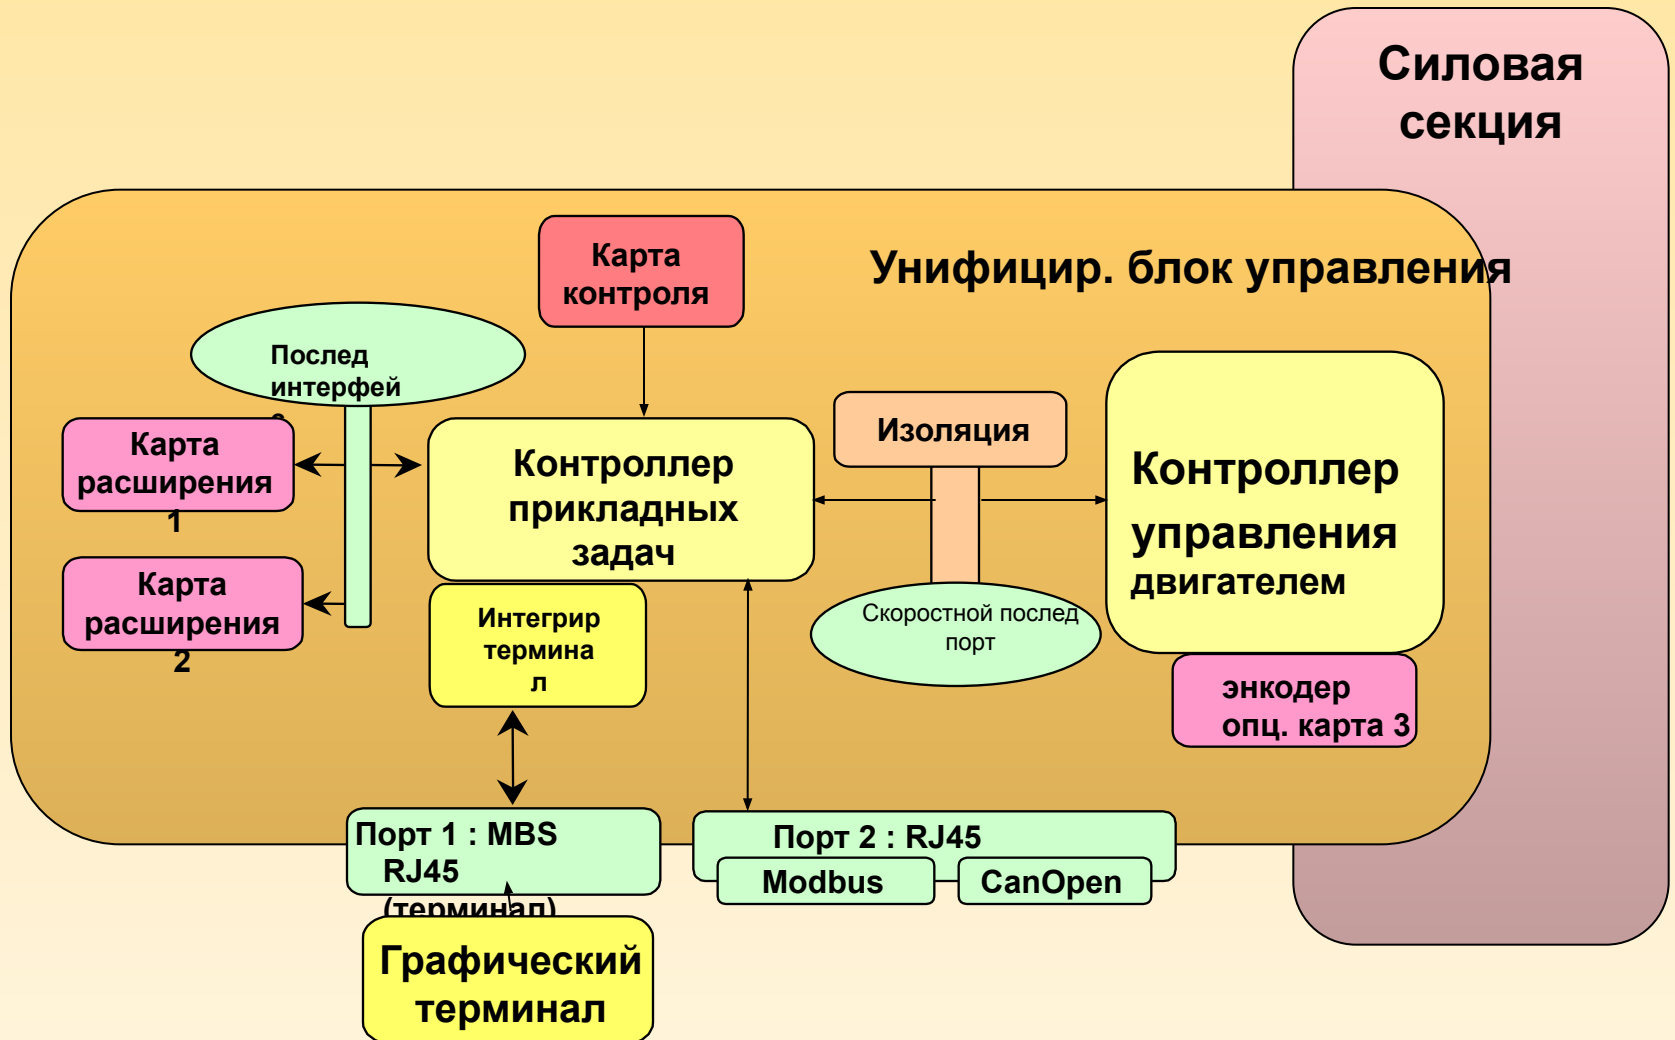 Силовая
секция
Унифицир. блок управления
Карта
контроля
Послед
интерфей
Карта
расширения
1
Карта
расширения
2
Контроллер
прикладных
задач
Интегрир
термина
л
Изоляция
Скоростной послед
порт
Контроллер
управления
двигателем
энкодер
опц. карта 3
Порт 1 : MBS
RJ45
(терминал)
Порт 2 : RJ45
Modbus
CanOpen
Графический
терминал